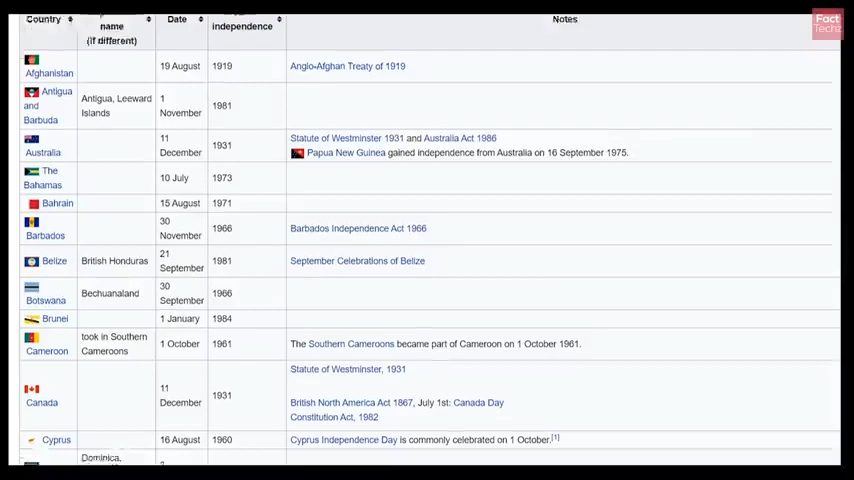 Fact
Techz
Country
name
(if different)
Date
independence
Notes
Afghanistan
19 August
1919
Anglo-Afghan Treaty of 1919
Antigua
and
Barbuda
Antigua, Leeward
Islands
1
November
1981
Australia
11
December
1931
Statute of Westminster 1931 and Australia Act 1986
Papua New Guinea gained independence from Australia on 16 September 1975.
The
Bahamas
10 July
1973
Bahrain
15 August
1971
Barbados
30
November
1966
Barbados Independence Act 1966
Belize
British Honduras
21
September
1981
September Celebrations of Belize
Botswana
Bechuanaland
30
September
1966
Brunei
1 January
1984
Cameroon
took in Southern
Cameroons
1 October
1961
The Southern Cameroons became part of Cameroon on 1 October 1961.
Canada
11
December
1931
Statute of Westminster, 1931
British North America Act 1867, July 1st: Canada Day
Constitution Act, 1982
Cyprus
16 August
1960
Cyprus Independence Day is commonly celebrated on 1 October.[1]
Dominica,